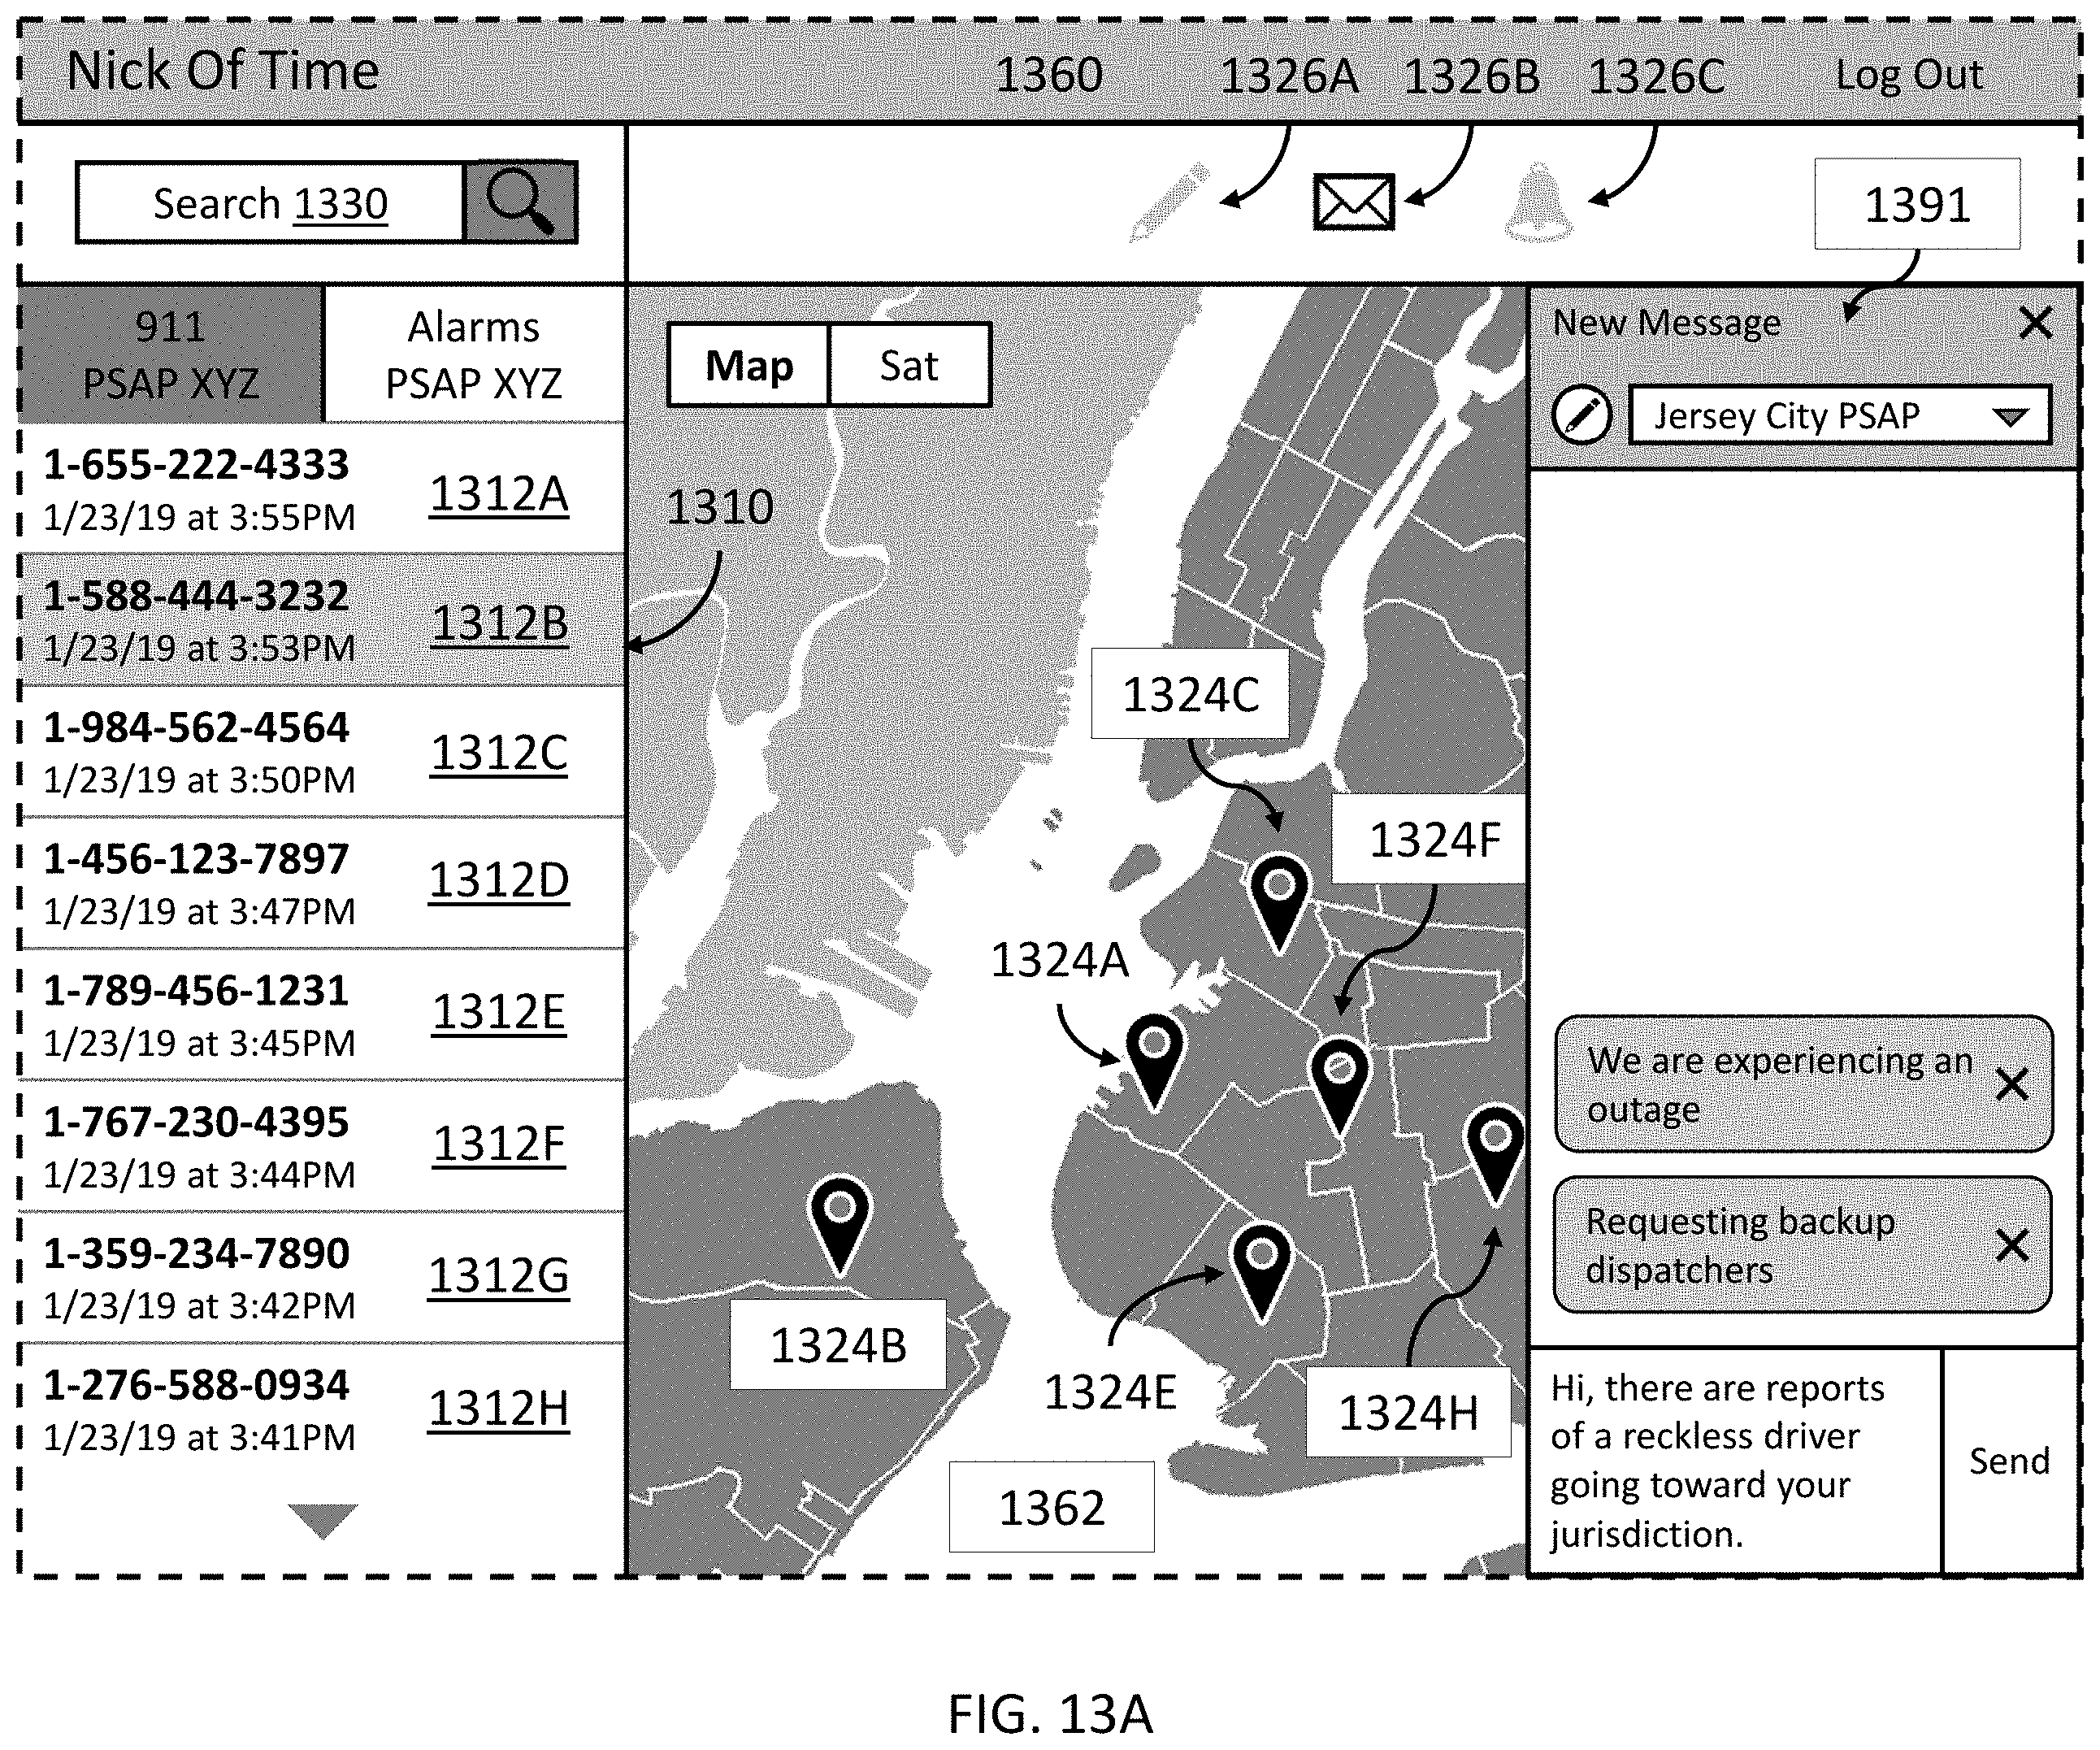 Nick Of Time
1360
1326A
1326B
1326C
Log Out
Search 1330
1391
911
PSAP XYZ
Alarms
PSAP XYZ
1-655-222-4333
1/23/19 at 3:55PM
1312A
1-588-444-3232
1/23/19 at 3:53PM
1312B
1-984-562-4564
1/23/19 at 3:50PM
1312C
1-456-123-7897
1/23/19 at 3:47PM
1312D
1-789-456-1231
1/23/19 at 3:45PM
1312E
1-767-230-4395
1/23/19 at 3:44PM
1312F
1-359-234-7890
1/23/19 at 3:42PM
1312G
1-276-588-0934
1/23/19 at 3:41PM
1312H
Map
Sat
1310
1324C
1324F
1324A
1324B
1324E
1324H
1362
New Message
Jersey City PSAP
We are experiencing an
outage
Requesting backup
dispatchers
Hi, there are reports
of a reckless driver
going toward your
jurisdiction.
Send
FIG. 13A